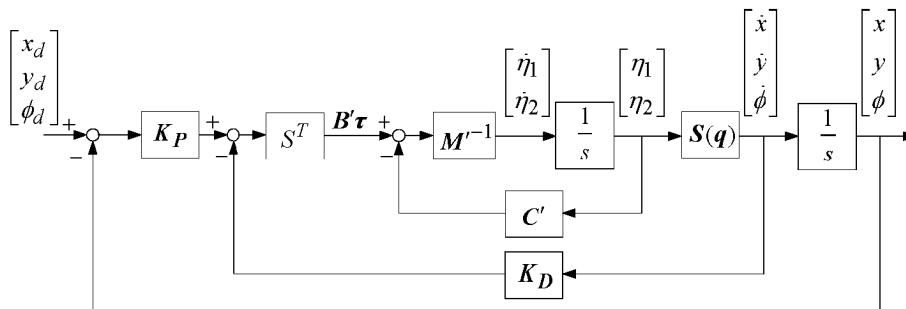 x_d
y_d
ϕ_d
+
−
K_P
+
−
S^T
B'τ
+
−
M'^{-1}
η̇_1
η̇_2
1
s
η_1
η_2
S(q)
ẋ
ẏ
ϕ̇
1
s
x
y
ϕ
C'
K_D